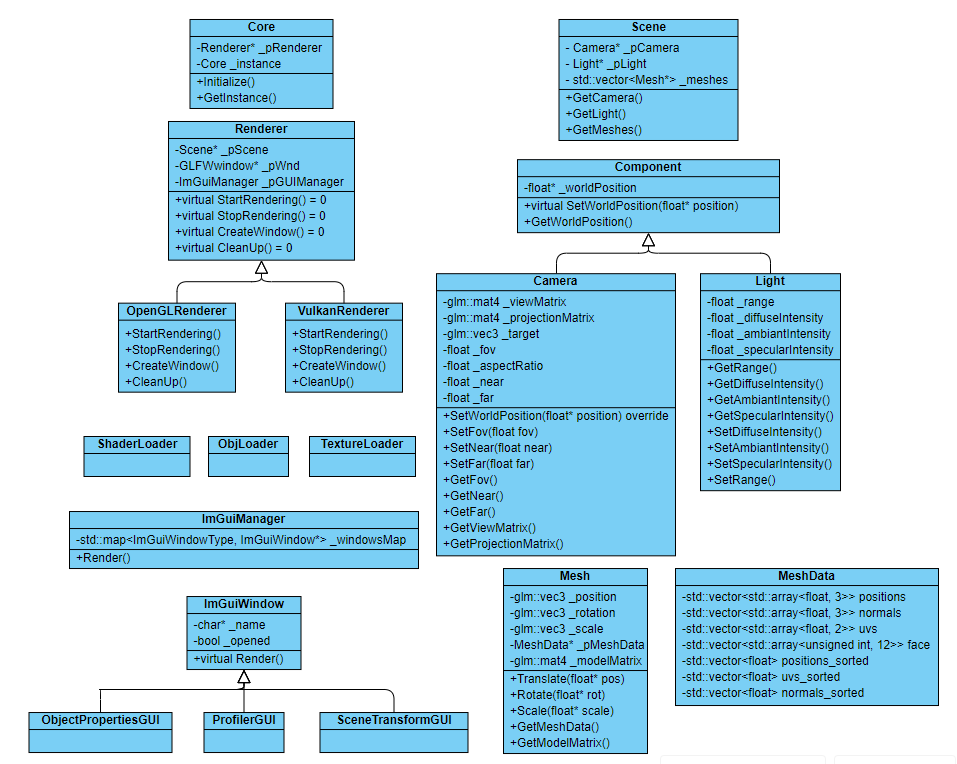 Core
-Renderer* _pRenderer
-Core _instance
+Initialize()
+GetInstance()
Scene
- Camera* _pCamera
- Light* _pLight
- std::vector<Mesh*> _meshes
+GetCamera()
+GetLight()
+GetMeshes()
Renderer
-Scene* _pScene
-GLFWwindow* _pWnd
-ImGuiManager _pGUIManager
+virtual StartRendering() = 0
+virtual StopRendering() = 0
+virtual CreateWindow() = 0
+virtual CleanUp() = 0
Component
-float* _worldPosition
+virtual SetWorldPosition(float* position)
+GetWorldPosition()
OpenGLRenderer
+StartRendering()
+StopRendering()
+CreateWindow()
+CleanUp()
VulkanRenderer
+StartRendering()
+StopRendering()
+CreateWindow()
+CleanUp()
Camera
-glm::mat4 _viewMatrix
-glm::mat4 _projectionMatrix
-glm::vec3 _target
-float _fov
-float _aspectRatio
-float _near
-float _far
+SetWorldPosition(float* position) override
+SetFov(float fov)
+SetNear(float near)
+SetFar(float far)
+GetFov()
+GetNear()
+GetFar()
+GetViewMatrix()
+GetProjectionMatrix()
Light
-float _range
-float _diffuseIntensity
-float _ambiantIntensity
-float _specularIntensity
+GetRange()
+GetDiffuseIntensity()
+GetAmbiantIntensity()
+GetSpecularIntensity()
+SetDiffuseIntensity()
+SetAmbiantIntensity()
+SetSpecularIntensity()
+SetRange()
ShaderLoader
ObjLoader
TextureLoader
ImGuiManager
-std::map<ImGuiWindowType, ImGuiWindow*> _windowsMap
+Render()
Mesh
-glm::vec3 _position
-glm::vec3 _rotation
-glm::vec3 _scale
-MeshData* _pMeshData
-glm::mat4 _modelMatrix
+Translate(float* pos)
+Rotate(float* rot)
+Scale(float* scale)
+GetMeshData()
+GetModelMatrix()
MeshData
-std::vector<std::array<float, 3>> positions
-std::vector<std::array<float, 3>> normals
-std::vector<std::array<float, 2>> uvs
-std::vector<std::array<unsigned int, 12>> face
-std::vector<float> positions_sorted
-std::vector<float> uvs_sorted
-std::vector<float> normals_sorted
ImGuiWindow
-char* _name
-bool _opened
+virtual Render()
ObjectPropertiesGUI
ProfilerGUI
SceneTransformGUI